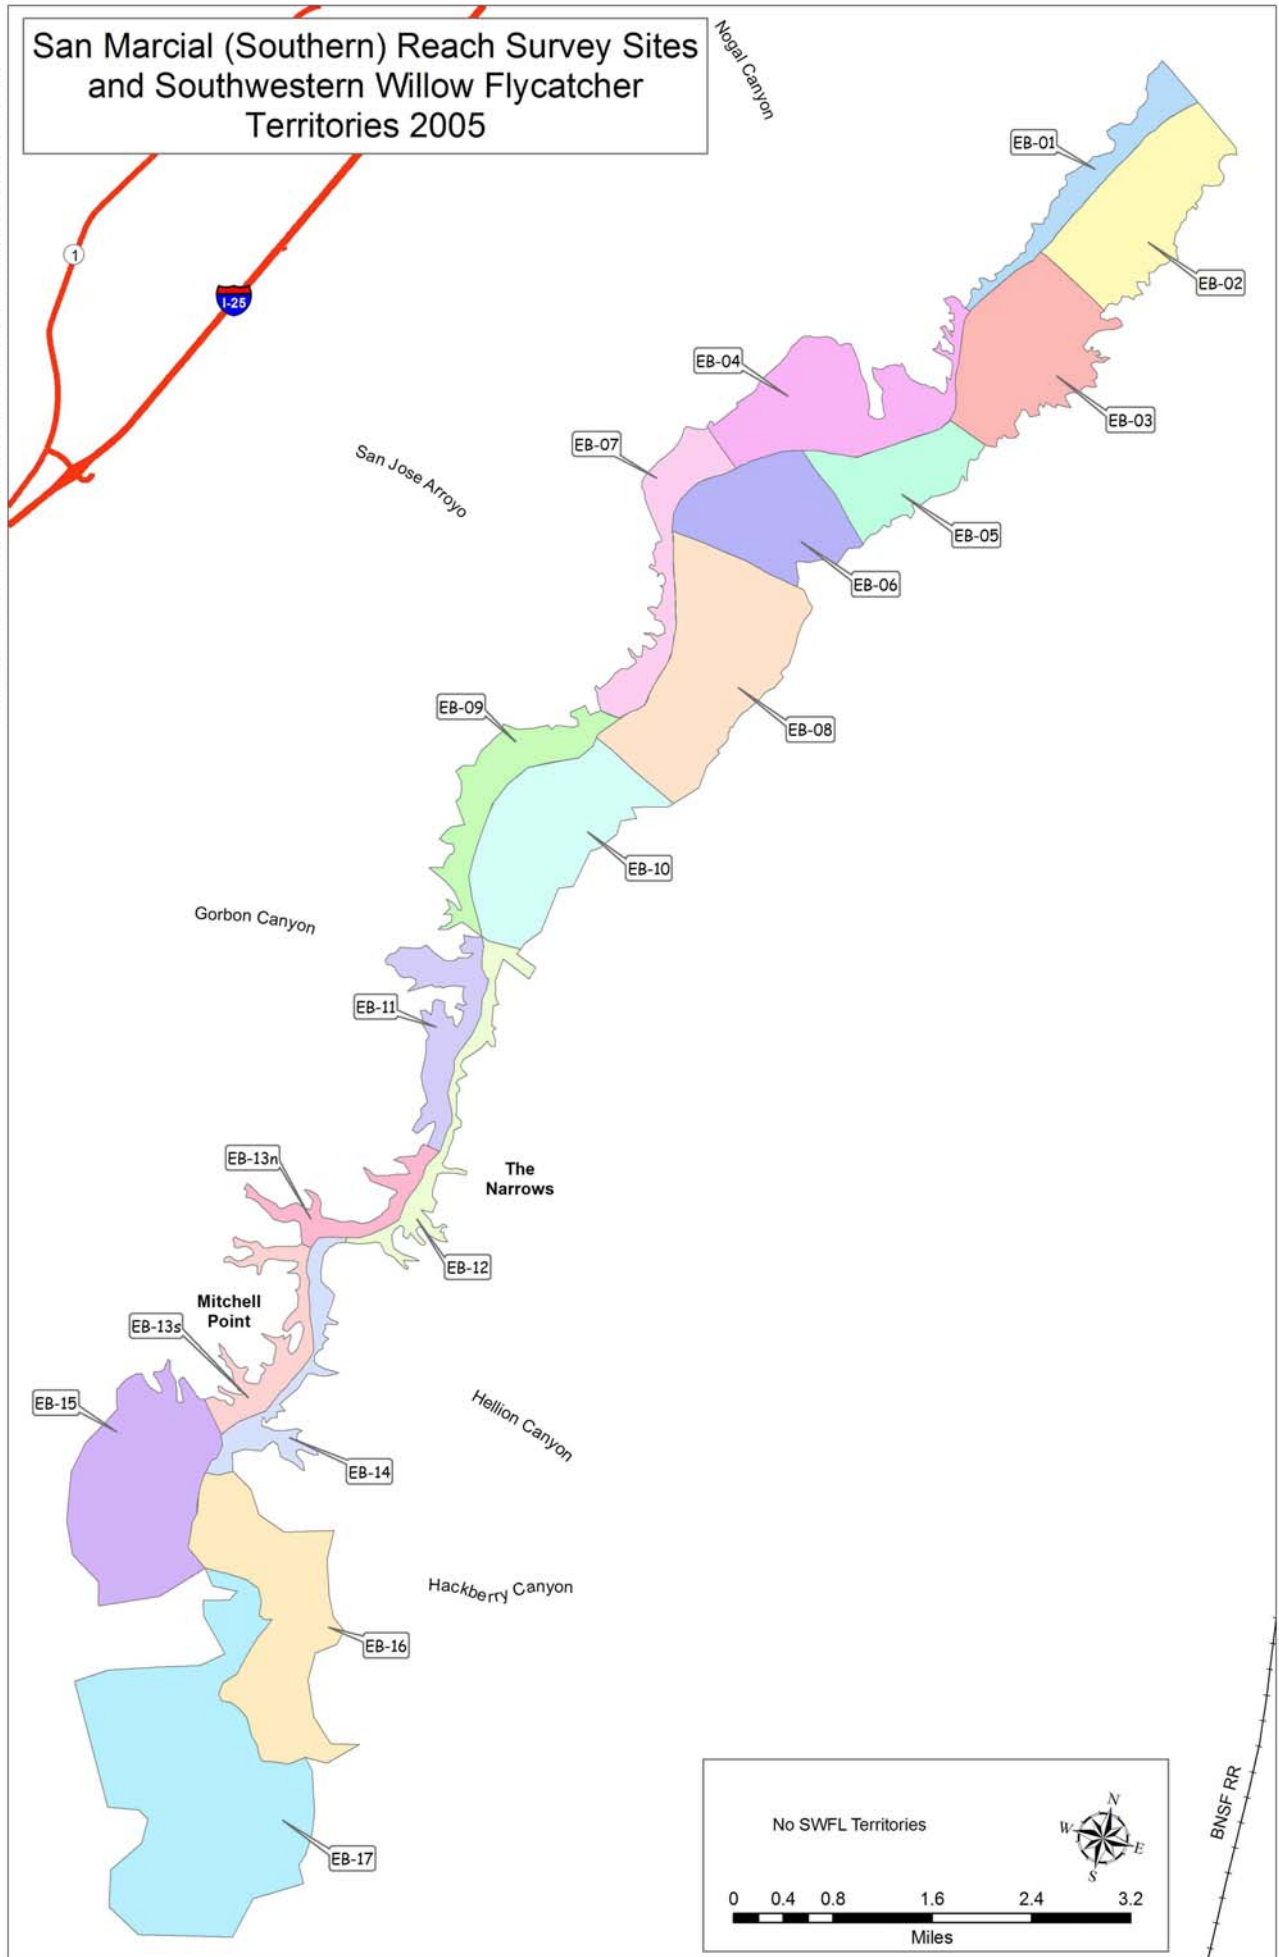 San Marcial (Southern) Reach Survey Sites
and Southwestern Willow Flycatcher
Territories 2005
Nogal Canyon
EB-01
1
EB-02
I-25
EB-04
EB-03
EB-07
San Jose Arroyo
EB-05
EB-06
EB-09
EB-08
EB-10
Gorbon Canyon
EB-11
EB-13n
The
Narrows
EB-12
Mitchell
Point
EB-13s
EB-15
Hellion Canyon
EB-14
Hackberry Canyon
EB-16
EB-17
BNSF RR
No SWFL Territories
N
W
E
S
0 0.4 0.8 1.6 2.4 3.2
Miles